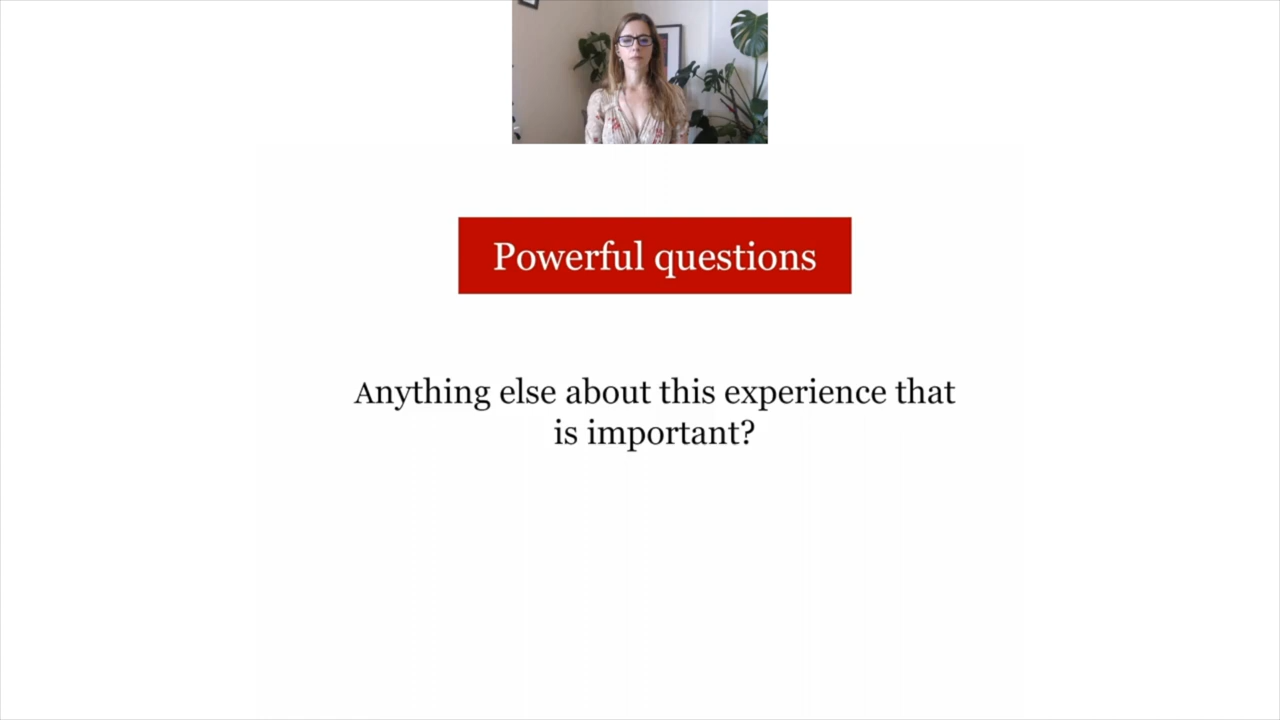 Powerful questions
Anything else about this experience that
is important?